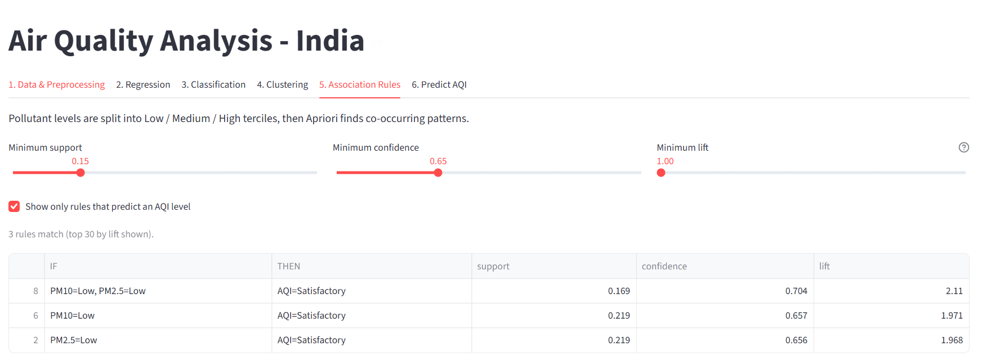 Air Quality Analysis - India
1. Data & Preprocessing 2. Regression 3. Classification 4. Clustering 5. Association Rules 6. Predict AQI
Pollutant levels are split into Low / Medium / High terciles, then Apriori finds co-occurring patterns.
Minimum support Minimum confidence Minimum lift
0.15 0.65 1.00
Show only rules that predict an AQI level
3 rules match (top 30 by lift shown).
IF THEN support confidence lift
8 PM10=Low, PM2.5=Low AQI=Satisfactory 0.169 0.704 2.11
6 PM10=Low AQI=Satisfactory 0.219 0.657 1.971
2 PM2.5=Low AQI=Satisfactory 0.219 0.656 1.968